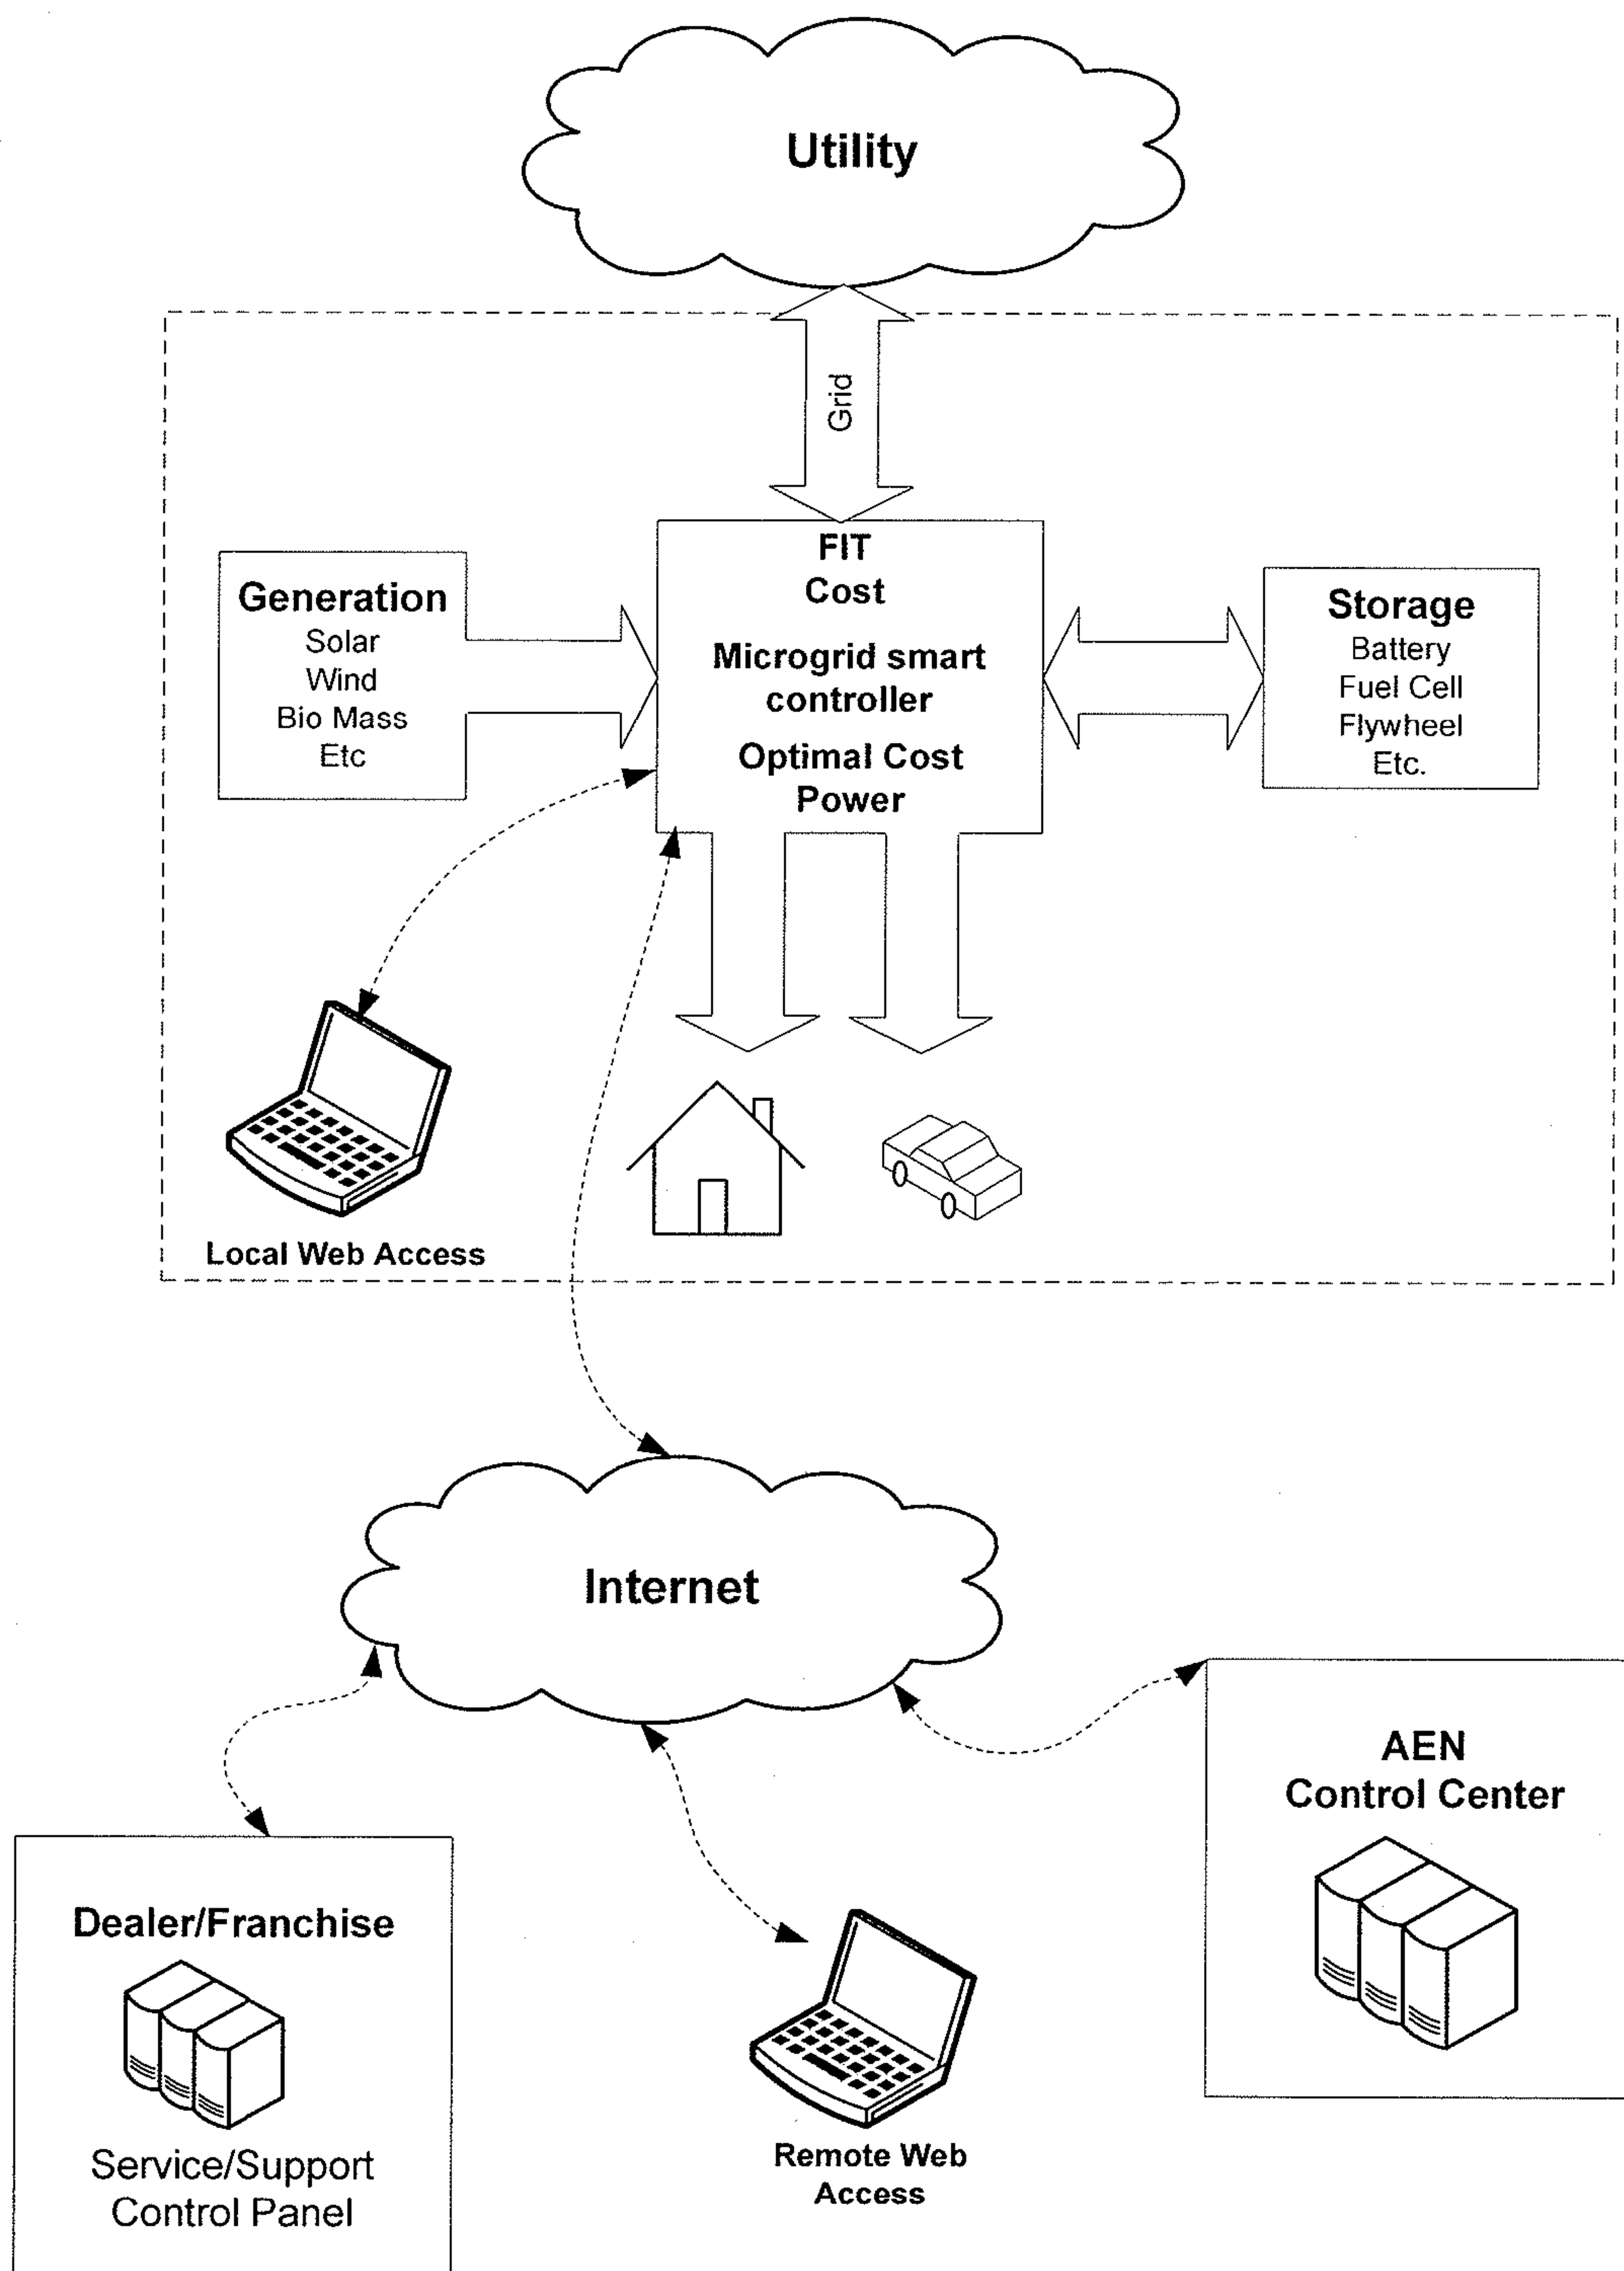 Utility
Grid
FIT
Cost
Microgrid smart
controller
Optimal Cost
Power
Generation
Solar
Wind
Bio Mass
Etc
Storage
Battery
Fuel Cell
Flywheel
Etc.
Local Web Access
Internet
AEN
Control Center
Dealer/Franchise
Service/Support
Control Panel
Remote Web
Access